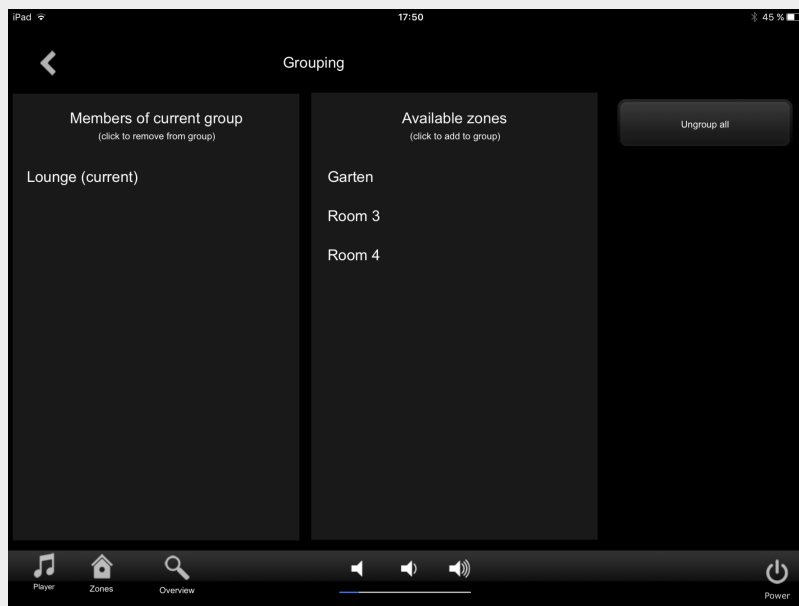 iPad 17:50 45 %
Grouping
Members of current group
(click to remove from group)
Lounge (current)
Available zones
(click to add to group)
Garten
Room 3
Room 4
Ungroup all
Player
Zones
Overview
Power